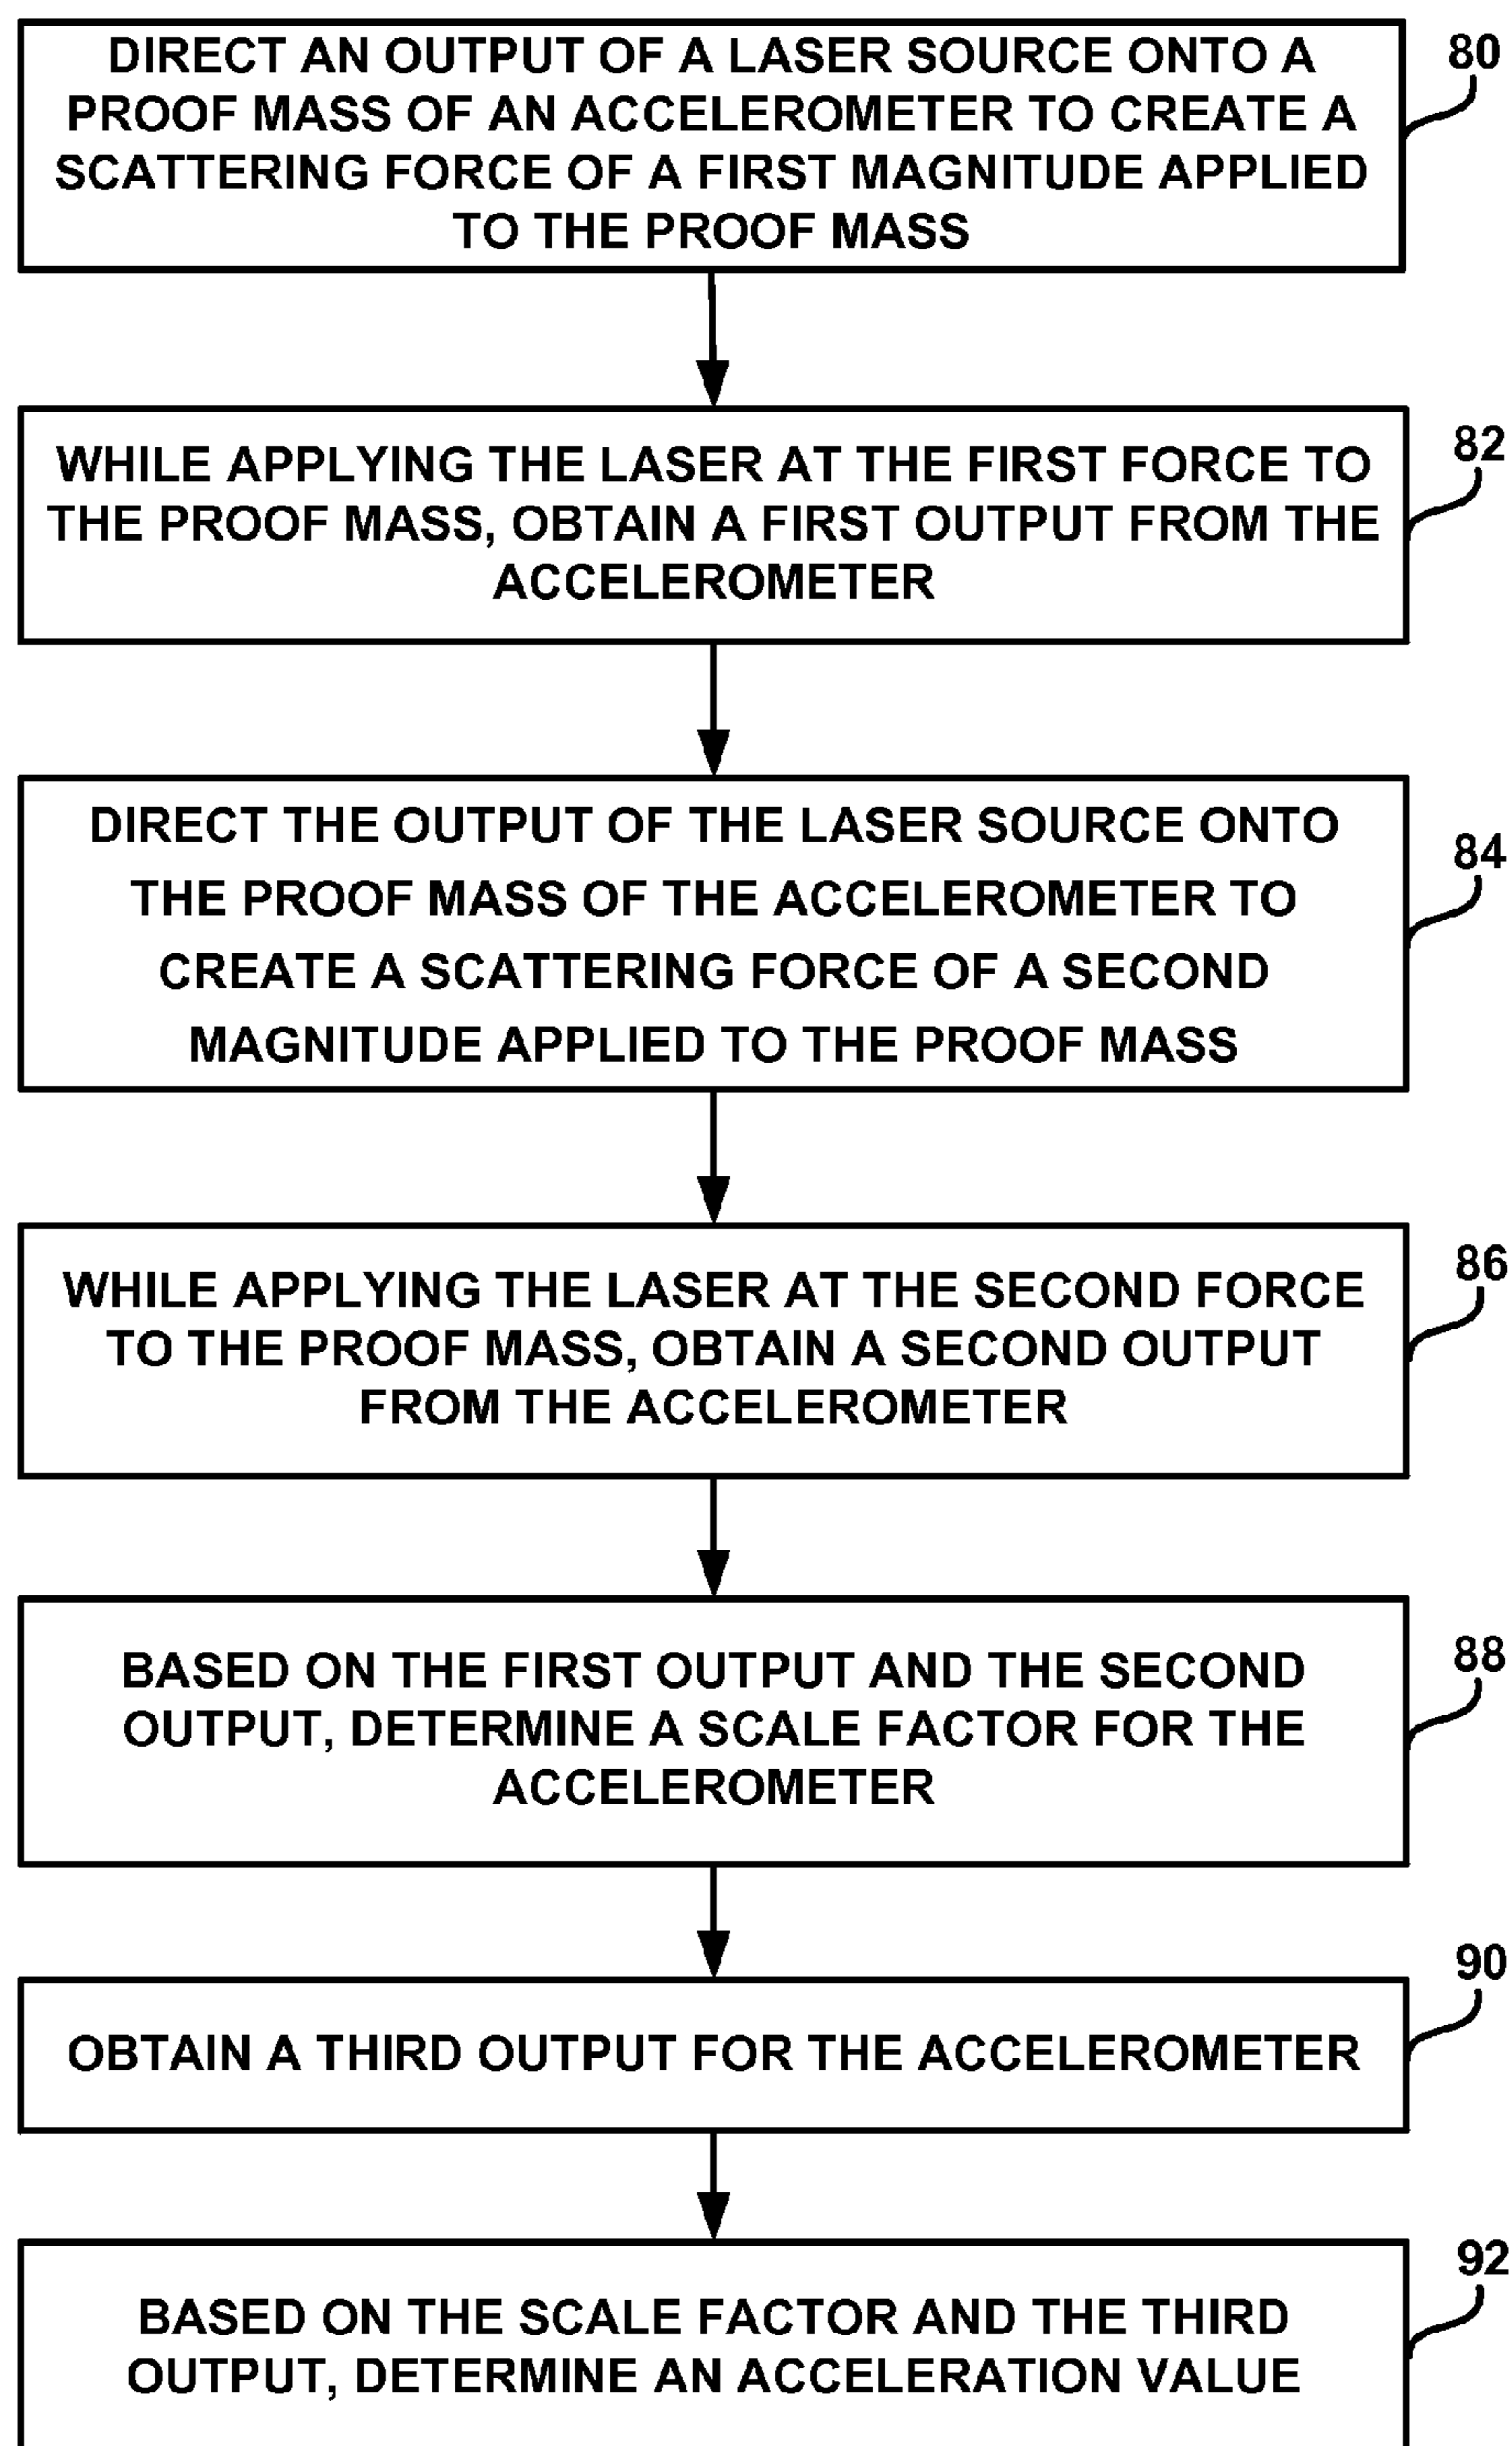 DIRECT AN OUTPUT OF A LASER SOURCE ONTO A
PROOF MASS OF AN ACCELEROMETER TO CREATE A
SCATTERING FORCE OF A FIRST MAGNITUDE APPLIED
TO THE PROOF MASS
80
WHILE APPLYING THE LASER AT THE FIRST FORCE TO
THE PROOF MASS, OBTAIN A FIRST OUTPUT FROM THE
ACCELEROMETER
82
DIRECT THE OUTPUT OF THE LASER SOURCE ONTO
THE PROOF MASS OF THE ACCELEROMETER TO
CREATE A SCATTERING FORCE OF A SECOND
MAGNITUDE APPLIED TO THE PROOF MASS
84
WHILE APPLYING THE LASER AT THE SECOND FORCE
TO THE PROOF MASS, OBTAIN A SECOND OUTPUT
FROM THE ACCELEROMETER
86
BASED ON THE FIRST OUTPUT AND THE SECOND
OUTPUT, DETERMINE A SCALE FACTOR FOR THE
ACCELEROMETER
88
OBTAIN A THIRD OUTPUT FOR THE ACCELEROMETER
90
BASED ON THE SCALE FACTOR AND THE THIRD
OUTPUT, DETERMINE AN ACCELERATION VALUE
92